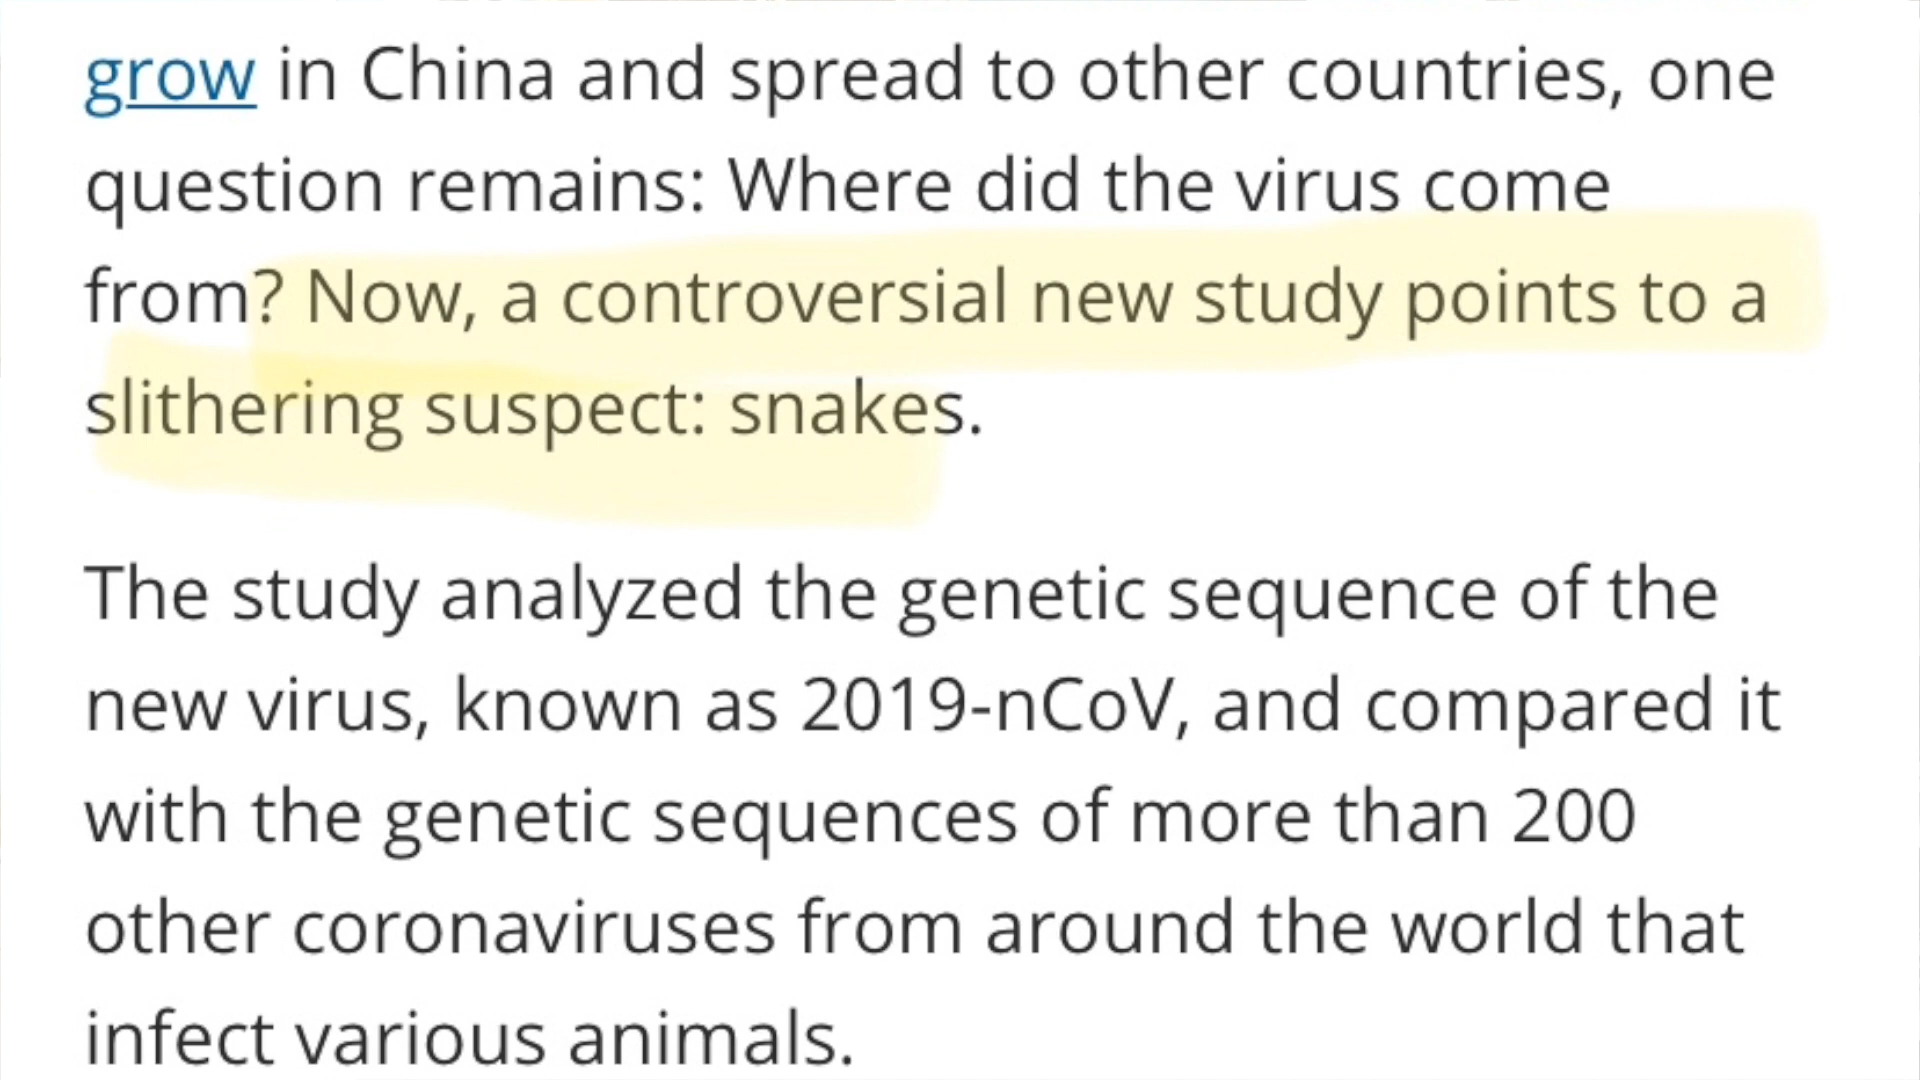 grow in China and spread to other countries, one
question remains: Where did the virus come
from? Now, a controversial new study points to a
slithering suspect: snakes.
The study analyzed the genetic sequence of the
new virus, known as 2019-nCoV, and compared it
with the genetic sequences of more than 200
other coronaviruses from around the world that
infect various animals.